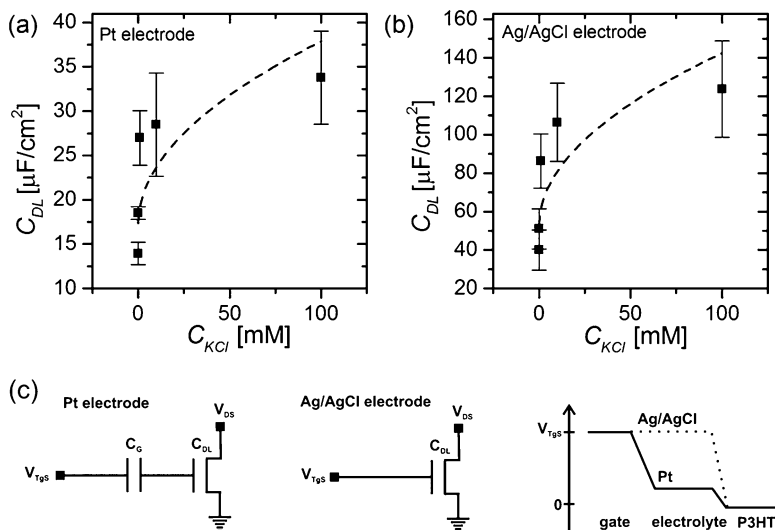 (a)
Pt electrode
40
35
30
25
20
15
10
C_DL [µF/cm²]
0
50
100
C_KCl [mM]
(b)
Ag/AgCl electrode
160
140
120
100
80
60
40
20
C_DL [µF/cm²]
0
50
100
C_KCl [mM]
(c)
Pt electrode
V_DS
C_G
C_DL
V_TgS
Ag/AgCl electrode
V_DS
C_DL
V_TgS
V_TgS
Ag/AgCl
Pt
0
gate electrolyte P3HT